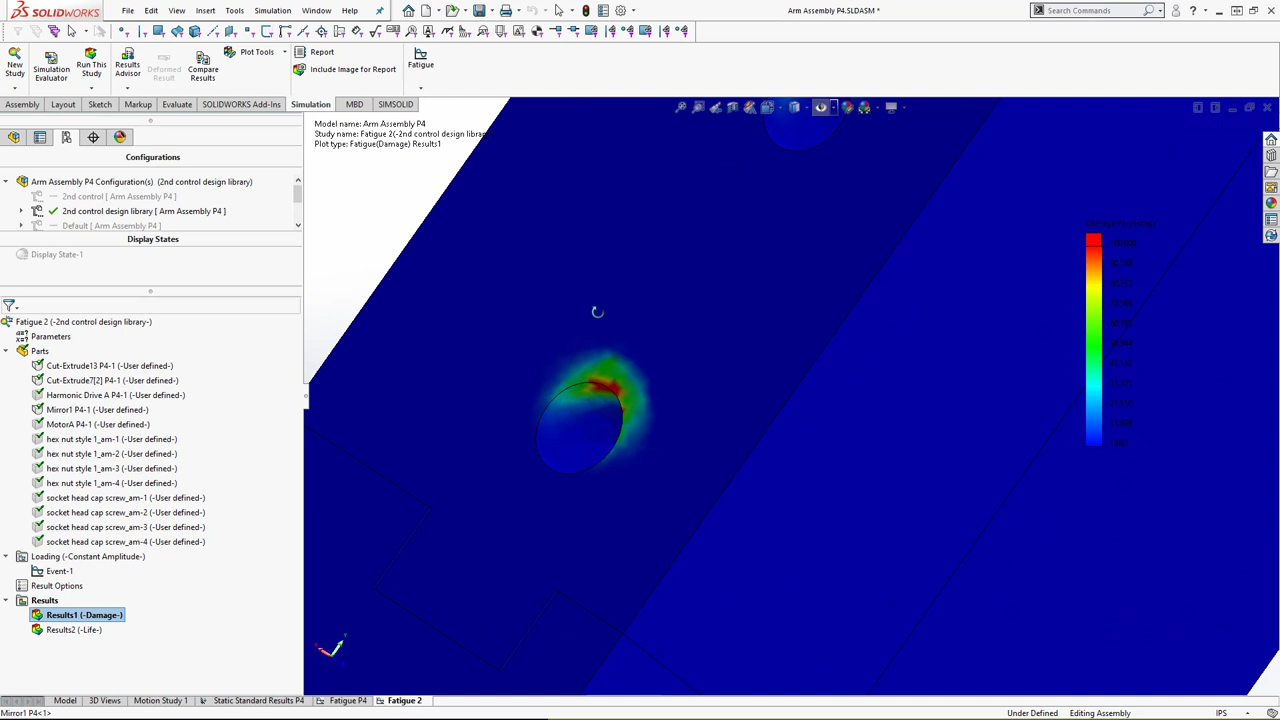 SOLIDWORKS
File Edit View Insert Tools Simulation Window Help
Arm Assembly P4.SLDASM *
Search Commands
New Study
Simulation Evaluator
Run This Study
Results Advisor
Deformed Result
Compare Results
Plot Tools
Report
Include Image for Report
Fatigue
Assembly Layout Sketch Markup Evaluate SOLIDWORKS Add-Ins Simulation MBD SIMSOLID
Model name: Arm Assembly P4
Study name: Fatigue 2(-2nd control design library
Plot type: Fatigue(Damage) Results1
Configurations
Arm Assembly P4 Configuration(s) (2nd control design library)
2nd control [ Arm Assembly P4 ]
2nd control design library [ Arm Assembly P4 ]
Default [ Arm Assembly P4 ]
Display States
Display State-1
Fatigue 2 (-2nd control design library-)
Parameters
Parts
Cut-Extrude13 P4-1 (-User defined-)
Cut-Extrude7[2] P4-1 (-User defined-)
Harmonic Drive A P4-1 (-User defined-)
Mirror1 P4-1 (-User defined-)
MotorA P4-1 (-User defined-)
hex nut style 1_am-1 (-User defined-)
hex nut style 1_am-2 (-User defined-)
hex nut style 1_am-3 (-User defined-)
hex nut style 1_am-4 (-User defined-)
socket head cap screw_am-1 (-User defined-)
socket head cap screw_am-2 (-User defined-)
socket head cap screw_am-3 (-User defined-)
socket head cap screw_am-4 (-User defined-)
Loading (-Constant Amplitude-)
Event-1
Result Options
Results
Results1 (-Damage-)
Results2 (-Life-)
Model 3D Views Motion Study 1 Static Standard Results P4 Fatigue P4 Fatigue 2
Mirror1 P4<1>
Under Defined Editing Assembly IPS